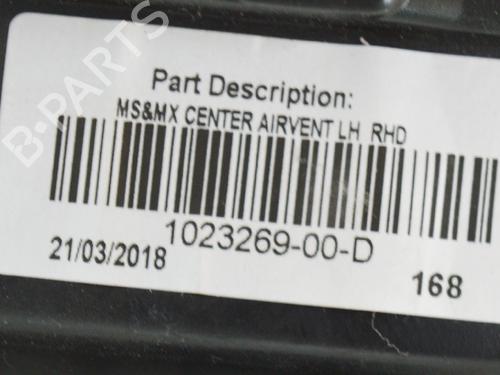 B-PARTS
Part Description:
MS&MX CENTER AIRVENT LH RHD
1023269-00-D
21/03/2018
168